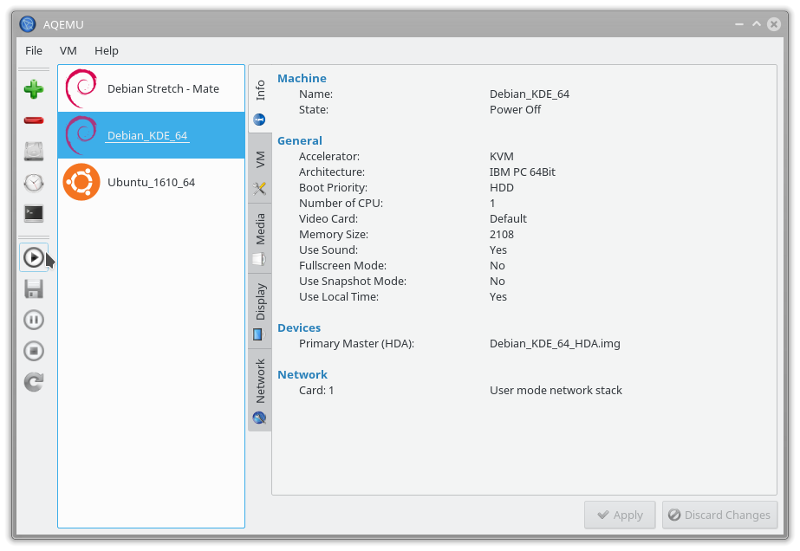 AQEMU
File VM Help
Debian Stretch - Mate
Debian_KDE_64
Ubuntu_1610_64
Info
VM
Media
Display
Network
Machine
Name: Debian_KDE_64
State: Power Off
General
Accelerator: KVM
Architecture: IBM PC 64Bit
Boot Priority: HDD
Number of CPU: 1
Video Card: Default
Memory Size: 2108
Use Sound: Yes
Fullscreen Mode: No
Use Snapshot Mode: No
Use Local Time: Yes
Devices
Primary Master (HDA): Debian_KDE_64_HDA.img
Network
Card: 1 User mode network stack
Apply Discard Changes